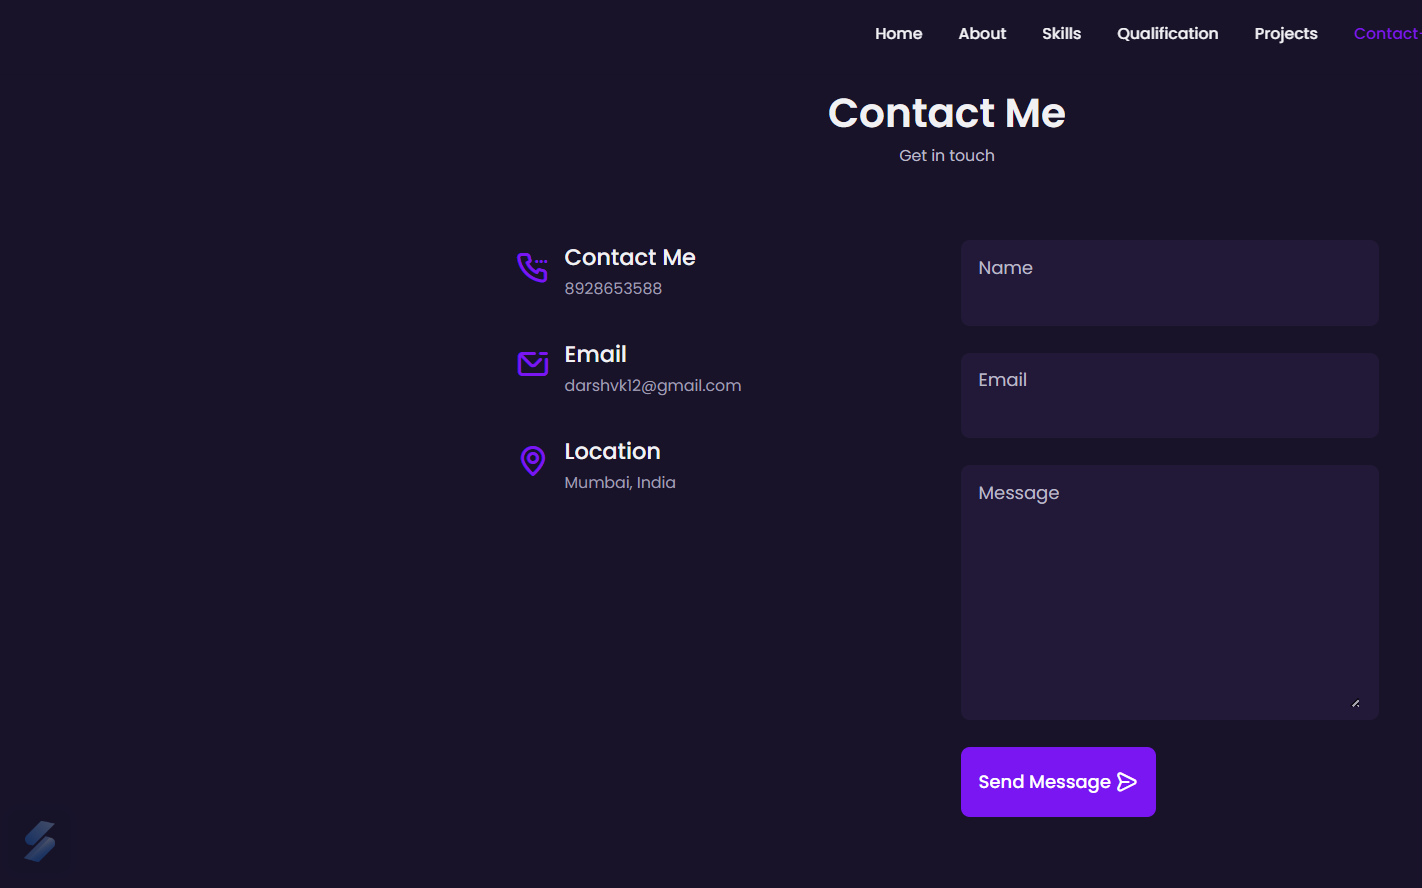 Home About Skills Qualification Projects Contact
Contact Me
Get in touch
Contact Me
8928653588
Email
darshvk12@gmail.com
Location
Mumbai, India
Name
Email
Message
Send Message